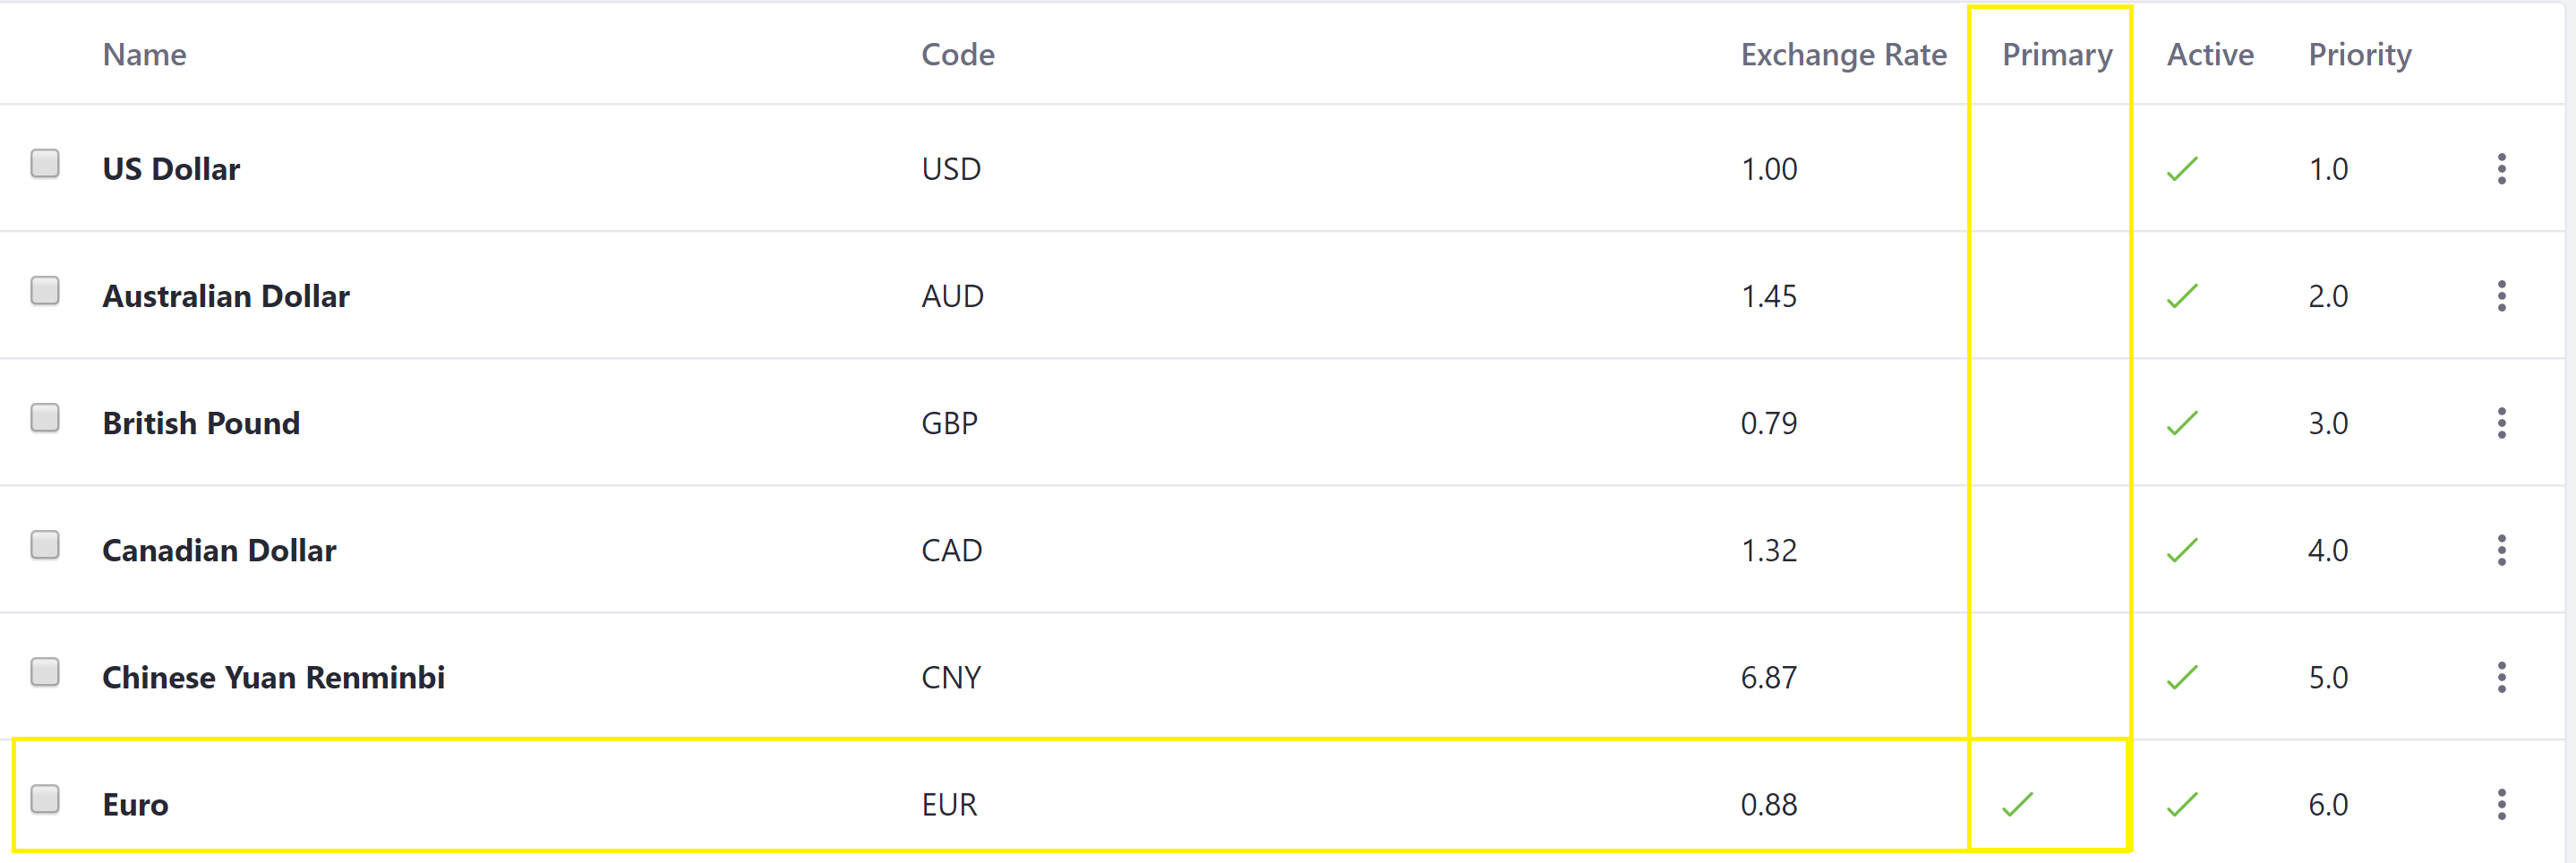 Name Code Exchange Rate Primary Active Priority
US Dollar USD 1.00 1.0
Australian Dollar AUD 1.45 2.0
British Pound GBP 0.79 3.0
Canadian Dollar CAD 1.32 4.0
Chinese Yuan Renminbi CNY 6.87 5.0
Euro EUR 0.88 6.0